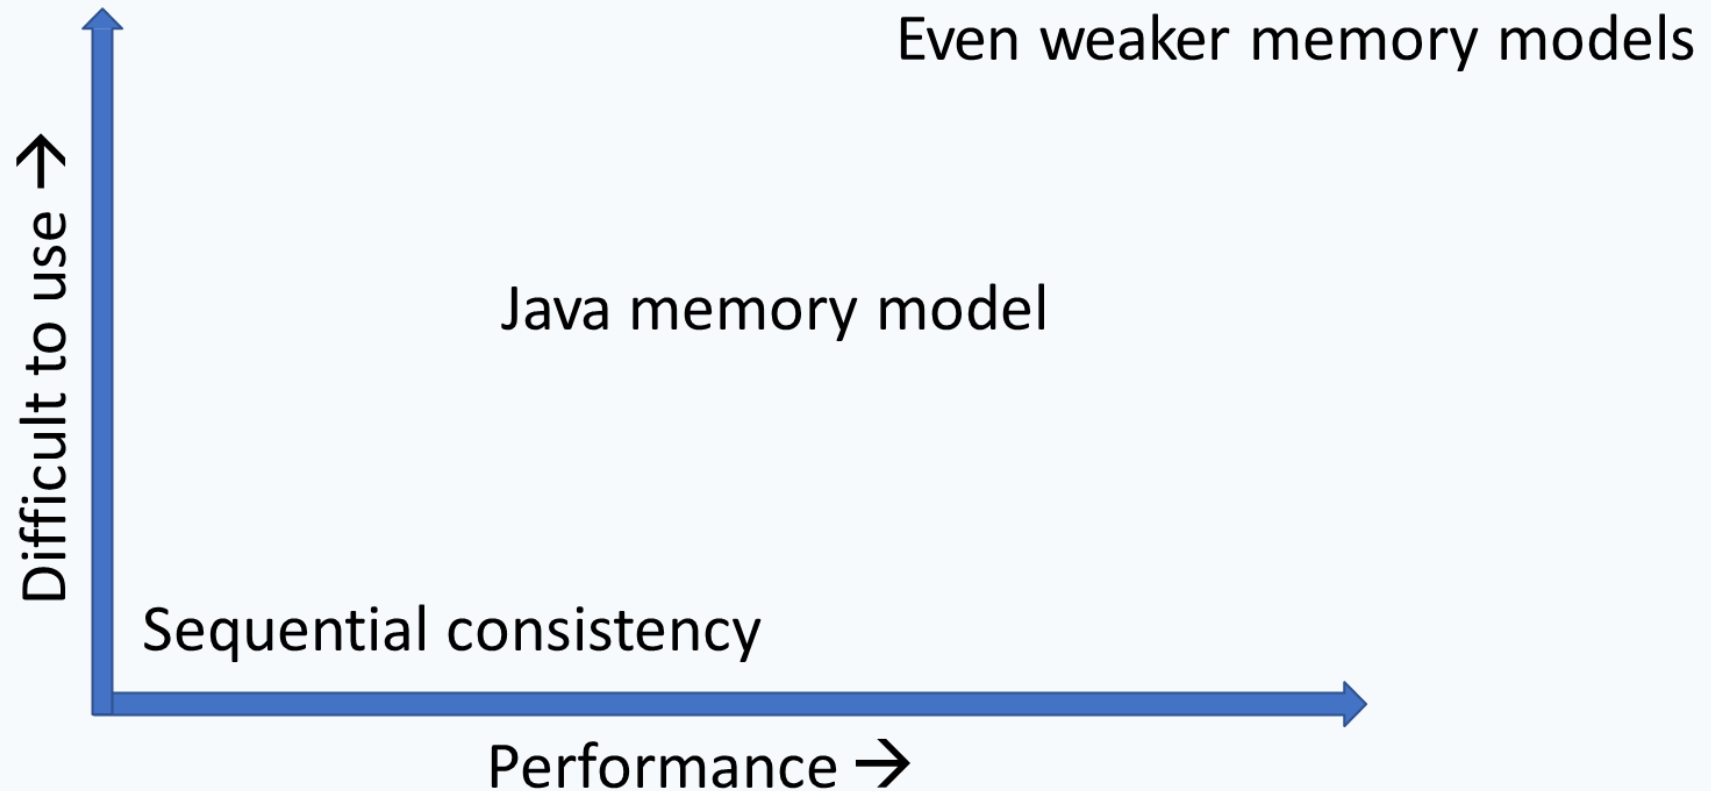 Even weaker memory models
Difficult to use →
Java memory model
Sequential consistency
Performance →